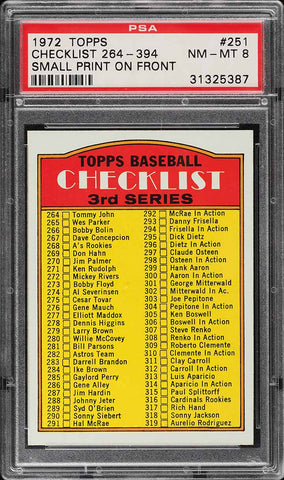 PSA
1972 TOPPS #251
CHECKLIST 264-394 NM-MT 8
SMALL PRINT ON FRONT 31325387
TOPPS BASEBALL
CHECKLIST
3rd SERIES
264 Tommy John
265 Wes Parker
266 Bobby Bolin
267 Dave Concepcion
268 A's Rookies
269 Don Hahn
270 Jim Palmer
271 Ken Rudolph
272 Mickey Rivers
273 Bobby Floyd
274 Al Severinsen
275 Cesar Tovar
276 Gene Mauch
277 Elliott Maddox
278 Dennis Higgins
279 Larry Brown
280 Willie McCovey
281 Bill Parsons
282 Astros Team
283 Darrell Brandon
284 Ike Brown
285 Gaylord Perry
286 Gene Alley
287 Jim Hardin
288 Johnny Jeter
289 Syd O'Brien
290 Sonny Siebert
291 Hal McRae
292 McRae In Action
293 Danny Frisella
294 Frisella In Action
295 Dick Dietz
296 Dietz In Action
297 Claude Osteen
298 Osteen In Action
299 Hank Aaron
300 Aaron In Action
301 George Mitterwald
302 Mitterwald In Ac.
303 Joe Pepitone
304 Pepitone In Action
305 Ken Boswell
306 Boswell In Action
307 Steve Renko
308 Renko In Action
309 Roberto Clemente
310 Clemente In Action
311 Clay Carroll
312 Carroll In Action
313 Luis Aparicio
314 Aparicio In Action
315 Paul Splittorff
316 Cardinals Rookies
317 Rich Hand
318 Sonny Jackson
319 Aurelio Rodriguez